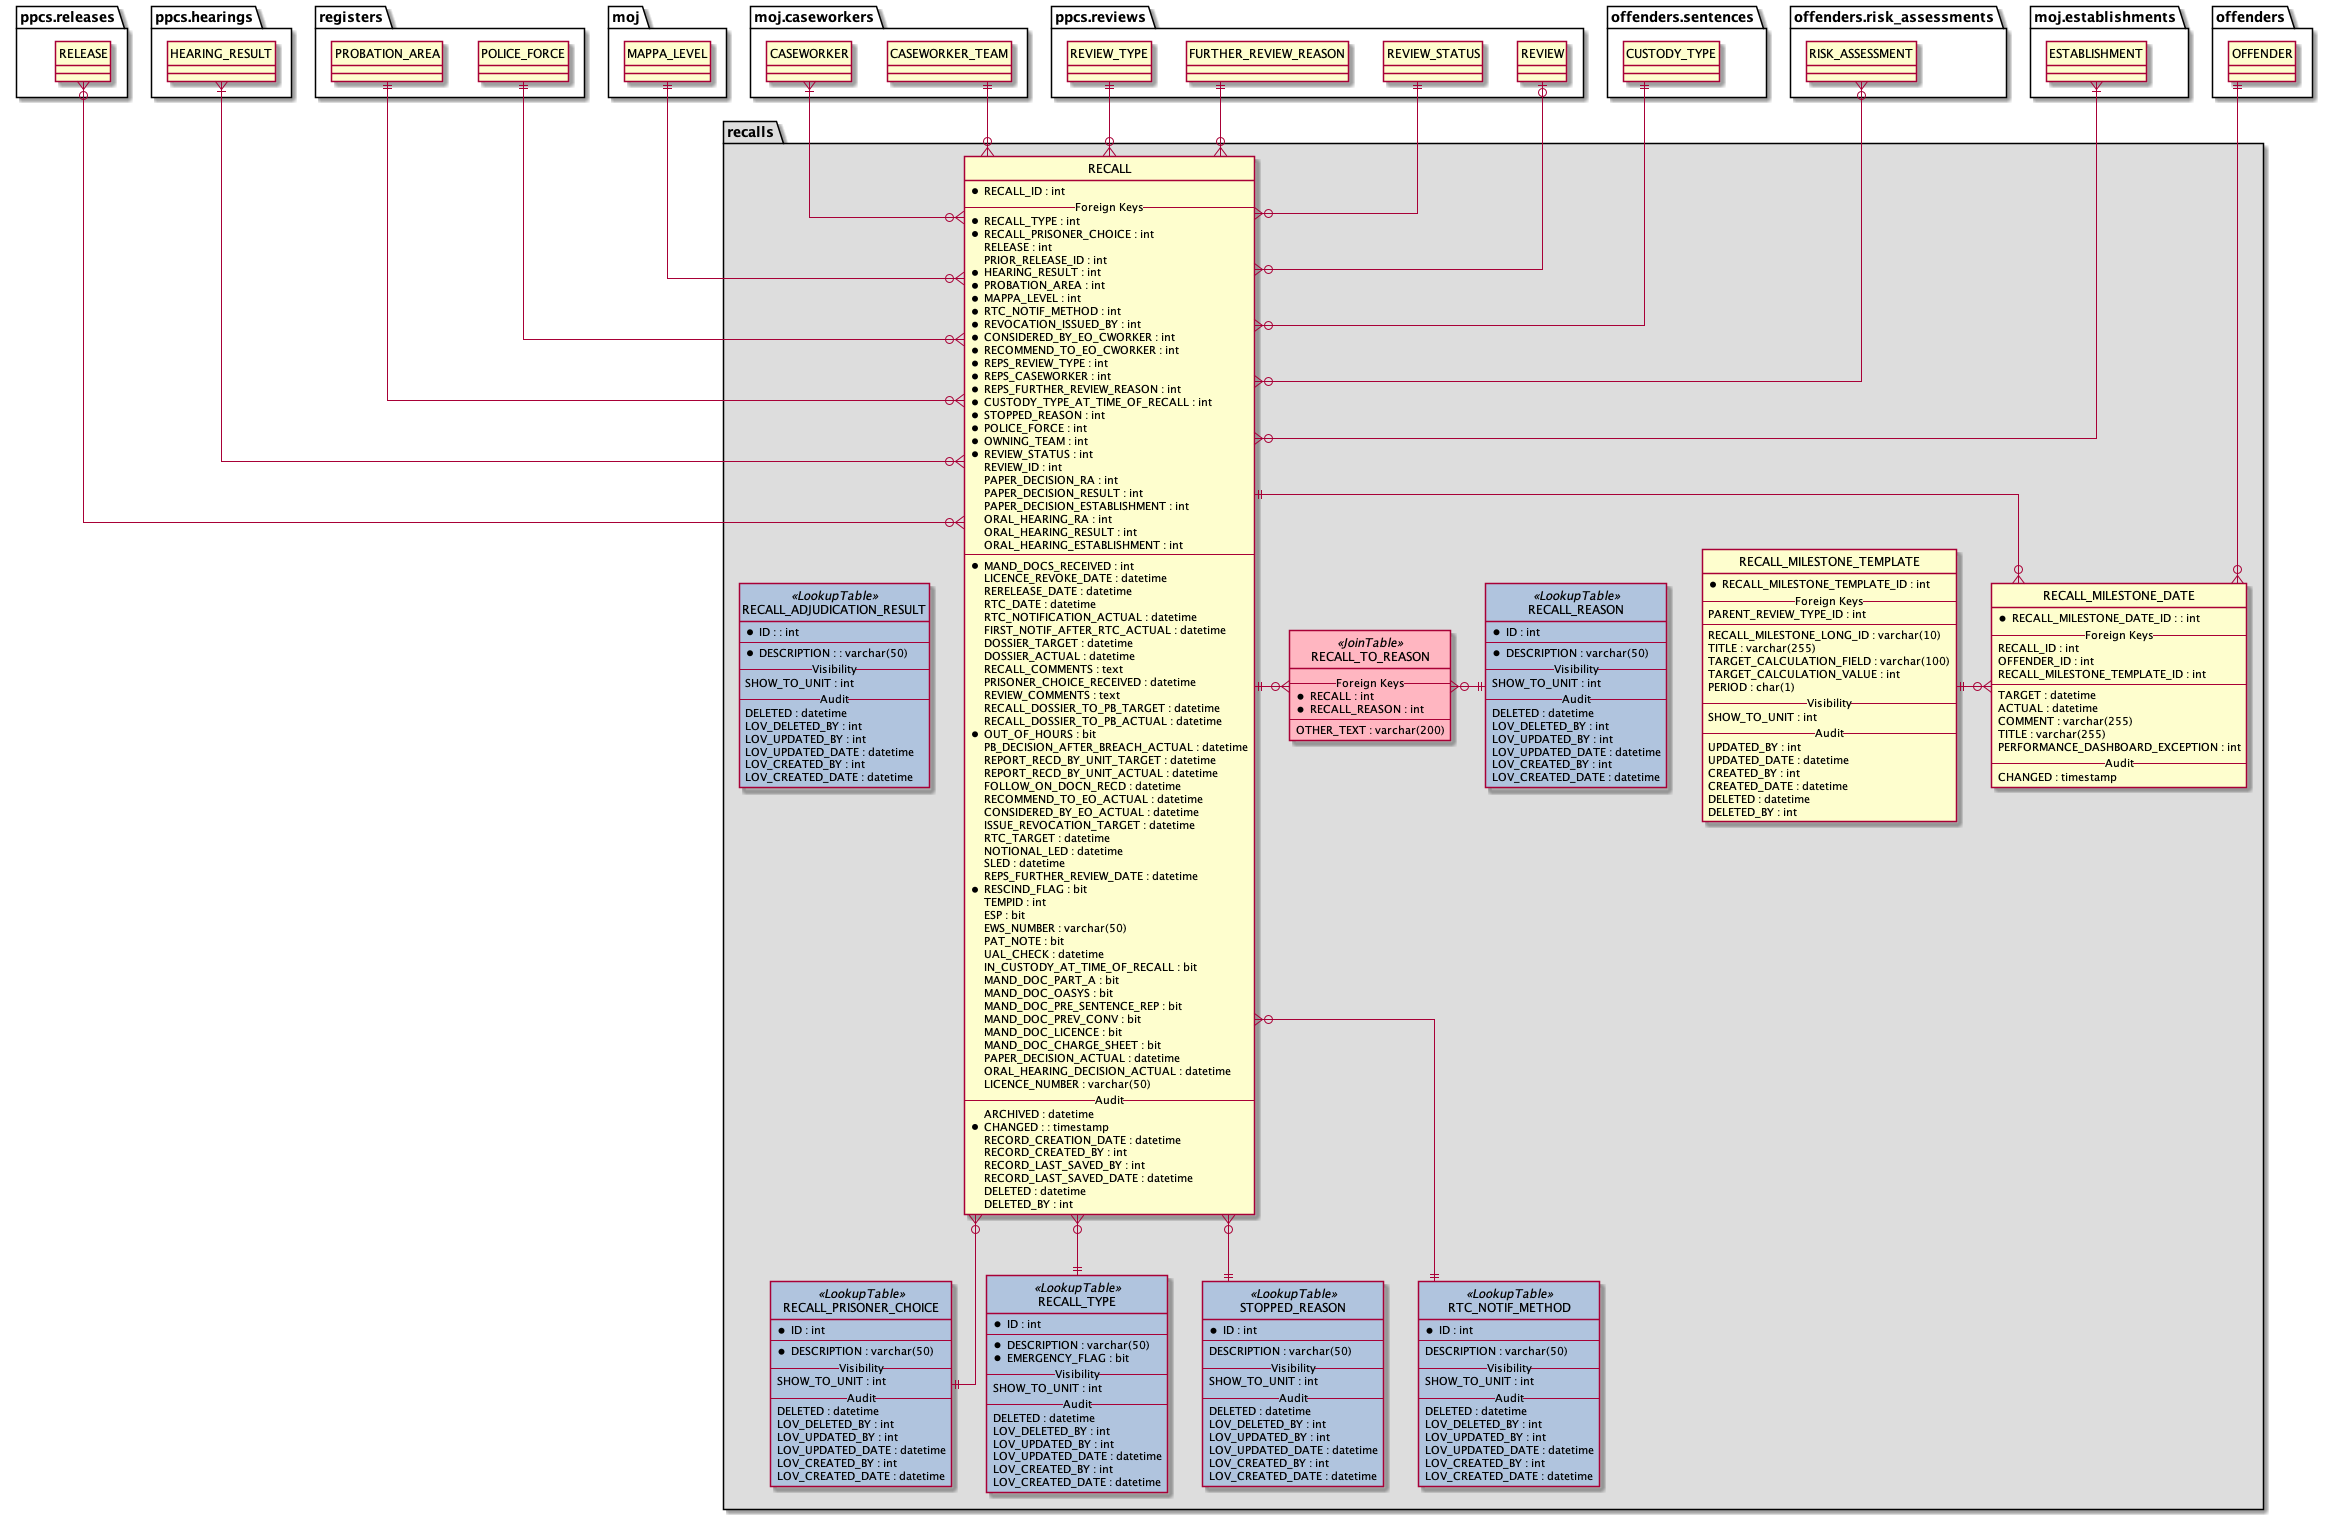 ppcs.releases
RELEASE
ppcs.hearings
HEARING_RESULT
registers
PROBATION_AREA
POLICE_FORCE
moj
MAPPA_LEVEL
moj.caseworkers
CASEWORKER
CASEWORKER_TEAM
ppcs.reviews
REVIEW_TYPE
FURTHER_REVIEW_REASON
REVIEW_STATUS
REVIEW
offenders.sentences
CUSTODY_TYPE
offenders.risk_assessments
RISK_ASSESSMENT
moj.establishments
ESTABLISHMENT
offenders
OFFENDER
recalls
RECALL
RECALL_ID : int
Foreign Keys
RECALL_TYPE : int
RECALL_PRISONER_CHOICE : int
RELEASE : int
PRIOR_RELEASE_ID : int
HEARING_RESULT : int
PROBATION_AREA : int
MAPPA_LEVEL : int
RTC_NOTIF_METHOD : int
REVOCATION_ISSUED_BY : int
CONSIDERED_BY_EO_CWORKER : int
RECOMMEND_TO_EO_CWORKER : int
REPS_REVIEW_TYPE : int
REPS_CASEWORKER : int
REPS_FURTHER_REVIEW_REASON : int
CUSTODY_TYPE_AT_TIME_OF_RECALL : int
STOPPED_REASON : int
POLICE_FORCE : int
OWNING_TEAM : int
REVIEW_STATUS : int
REVIEW_ID : int
PAPER_DECISION_RA : int
PAPER_DECISION_RESULT : int
PAPER_DECISION_ESTABLISHMENT : int
ORAL_HEARING_RA : int
ORAL_HEARING_RESULT : int
ORAL_HEARING_ESTABLISHMENT : int
MAND_DOCS_RECEIVED : int
LICENCE_REVOKE_DATE : datetime
RERELEASE_DATE : datetime
RTC_DATE : datetime
RTC_NOTIFICATION_ACTUAL : datetime
FIRST_NOTIF_AFTER_RTC_ACTUAL : datetime
DOSSIER_TARGET : datetime
DOSSIER_ACTUAL : datetime
RECALL_COMMENTS : text
PRISONER_CHOICE_RECEIVED : datetime
REVIEW_COMMENTS : text
RECALL_DOSSIER_TO_PB_TARGET : datetime
RECALL_DOSSIER_TO_PB_ACTUAL : datetime
OUT_OF_HOURS : bit
PB_DECISION_AFTER_BREACH_ACTUAL : datetime
REPORT_RECD_BY_UNIT_TARGET : datetime
REPORT_RECD_BY_UNIT_ACTUAL : datetime
FOLLOW_ON_DOCN_RECD : datetime
RECOMMEND_TO_EO_ACTUAL : datetime
CONSIDERED_BY_EO_ACTUAL : datetime
ISSUE_REVOCATION_TARGET : datetime
RTC_TARGET : datetime
NOTIONAL_LED : datetime
SLED : datetime
REPS_FURTHER_REVIEW_DATE : datetime
RESCIND_FLAG : bit
TEMPID : int
ESP : bit
EWS_NUMBER : varchar(50)
PAT_NOTE : bit
UAL_CHECK : datetime
IN_CUSTODY_AT_TIME_OF_RECALL : bit
MAND_DOC_PART_A : bit
MAND_DOC_OASYS : bit
MAND_DOC_PRE_SENTENCE_REP : bit
MAND_DOC_PREV_CONV : bit
MAND_DOC_LICENCE : bit
MAND_DOC_CHARGE_SHEET : bit
PAPER_DECISION_ACTUAL : datetime
ORAL_HEARING_DECISION_ACTUAL : datetime
LICENCE_NUMBER : varchar(50)
Audit
ARCHIVED : datetime
CHANGED : : timestamp
RECORD_CREATION_DATE : datetime
RECORD_CREATED_BY : int
RECORD_LAST_SAVED_BY : int
RECORD_LAST_SAVED_DATE : datetime
DELETED : datetime
DELETED_BY : int
«LookupTable»
RECALL_ADJUDICATION_RESULT
ID : : int
DESCRIPTION : : varchar(50)
Visibility
SHOW_TO_UNIT : int
Audit
DELETED : datetime
LOV_DELETED_BY : int
LOV_UPDATED_BY : int
LOV_UPDATED_DATE : datetime
LOV_CREATED_BY : int
LOV_CREATED_DATE : datetime
«JoinTable»
RECALL_TO_REASON
Foreign Keys
RECALL : int
RECALL_REASON : int
OTHER_TEXT : varchar(200)
«LookupTable»
RECALL_REASON
ID : int
DESCRIPTION : varchar(50)
Visibility
SHOW_TO_UNIT : int
Audit
DELETED : datetime
LOV_DELETED_BY : int
LOV_UPDATED_BY : int
LOV_UPDATED_DATE : datetime
LOV_CREATED_BY : int
LOV_CREATED_DATE : datetime
RECALL_MILESTONE_TEMPLATE
RECALL_MILESTONE_TEMPLATE_ID : int
Foreign Keys
PARENT_REVIEW_TYPE_ID : int
RECALL_MILESTONE_LONG_ID : varchar(10)
TITLE : varchar(255)
TARGET_CALCULATION_FIELD : varchar(100)
TARGET_CALCULATION_VALUE : int
PERIOD : char(1)
Visibility
SHOW_TO_UNIT : int
Audit
UPDATED_BY : int
UPDATED_DATE : datetime
CREATED_BY : int
CREATED_DATE : datetime
DELETED : datetime
DELETED_BY : int
RECALL_MILESTONE_DATE
RECALL_MILESTONE_DATE_ID : : int
Foreign Keys
RECALL_ID : int
OFFENDER_ID : int
RECALL_MILESTONE_TEMPLATE_ID : int
TARGET : datetime
ACTUAL : datetime
COMMENT : varchar(255)
TITLE : varchar(255)
PERFORMANCE_DASHBOARD_EXCEPTION : int
Audit
CHANGED : timestamp
«LookupTable»
RECALL_PRISONER_CHOICE
ID : int
DESCRIPTION : varchar(50)
Visibility
SHOW_TO_UNIT : int
Audit
DELETED : datetime
LOV_DELETED_BY : int
LOV_UPDATED_BY : int
LOV_UPDATED_DATE : datetime
LOV_CREATED_BY : int
LOV_CREATED_DATE : datetime
«LookupTable»
RECALL_TYPE
ID : int
DESCRIPTION : varchar(50)
EMERGENCY_FLAG : bit
Visibility
SHOW_TO_UNIT : int
Audit
DELETED : datetime
LOV_DELETED_BY : int
LOV_UPDATED_BY : int
LOV_UPDATED_DATE : datetime
LOV_CREATED_BY : int
LOV_CREATED_DATE : datetime
«LookupTable»
STOPPED_REASON
ID : int
DESCRIPTION : varchar(50)
Visibility
SHOW_TO_UNIT : int
Audit
DELETED : datetime
LOV_DELETED_BY : int
LOV_UPDATED_BY : int
LOV_UPDATED_DATE : datetime
LOV_CREATED_BY : int
LOV_CREATED_DATE : datetime
«LookupTable»
RTC_NOTIF_METHOD
ID : int
DESCRIPTION : varchar(50)
Visibility
SHOW_TO_UNIT : int
Audit
DELETED : datetime
LOV_DELETED_BY : int
LOV_UPDATED_BY : int
LOV_UPDATED_DATE : datetime
LOV_CREATED_BY : int
LOV_CREATED_DATE : datetime